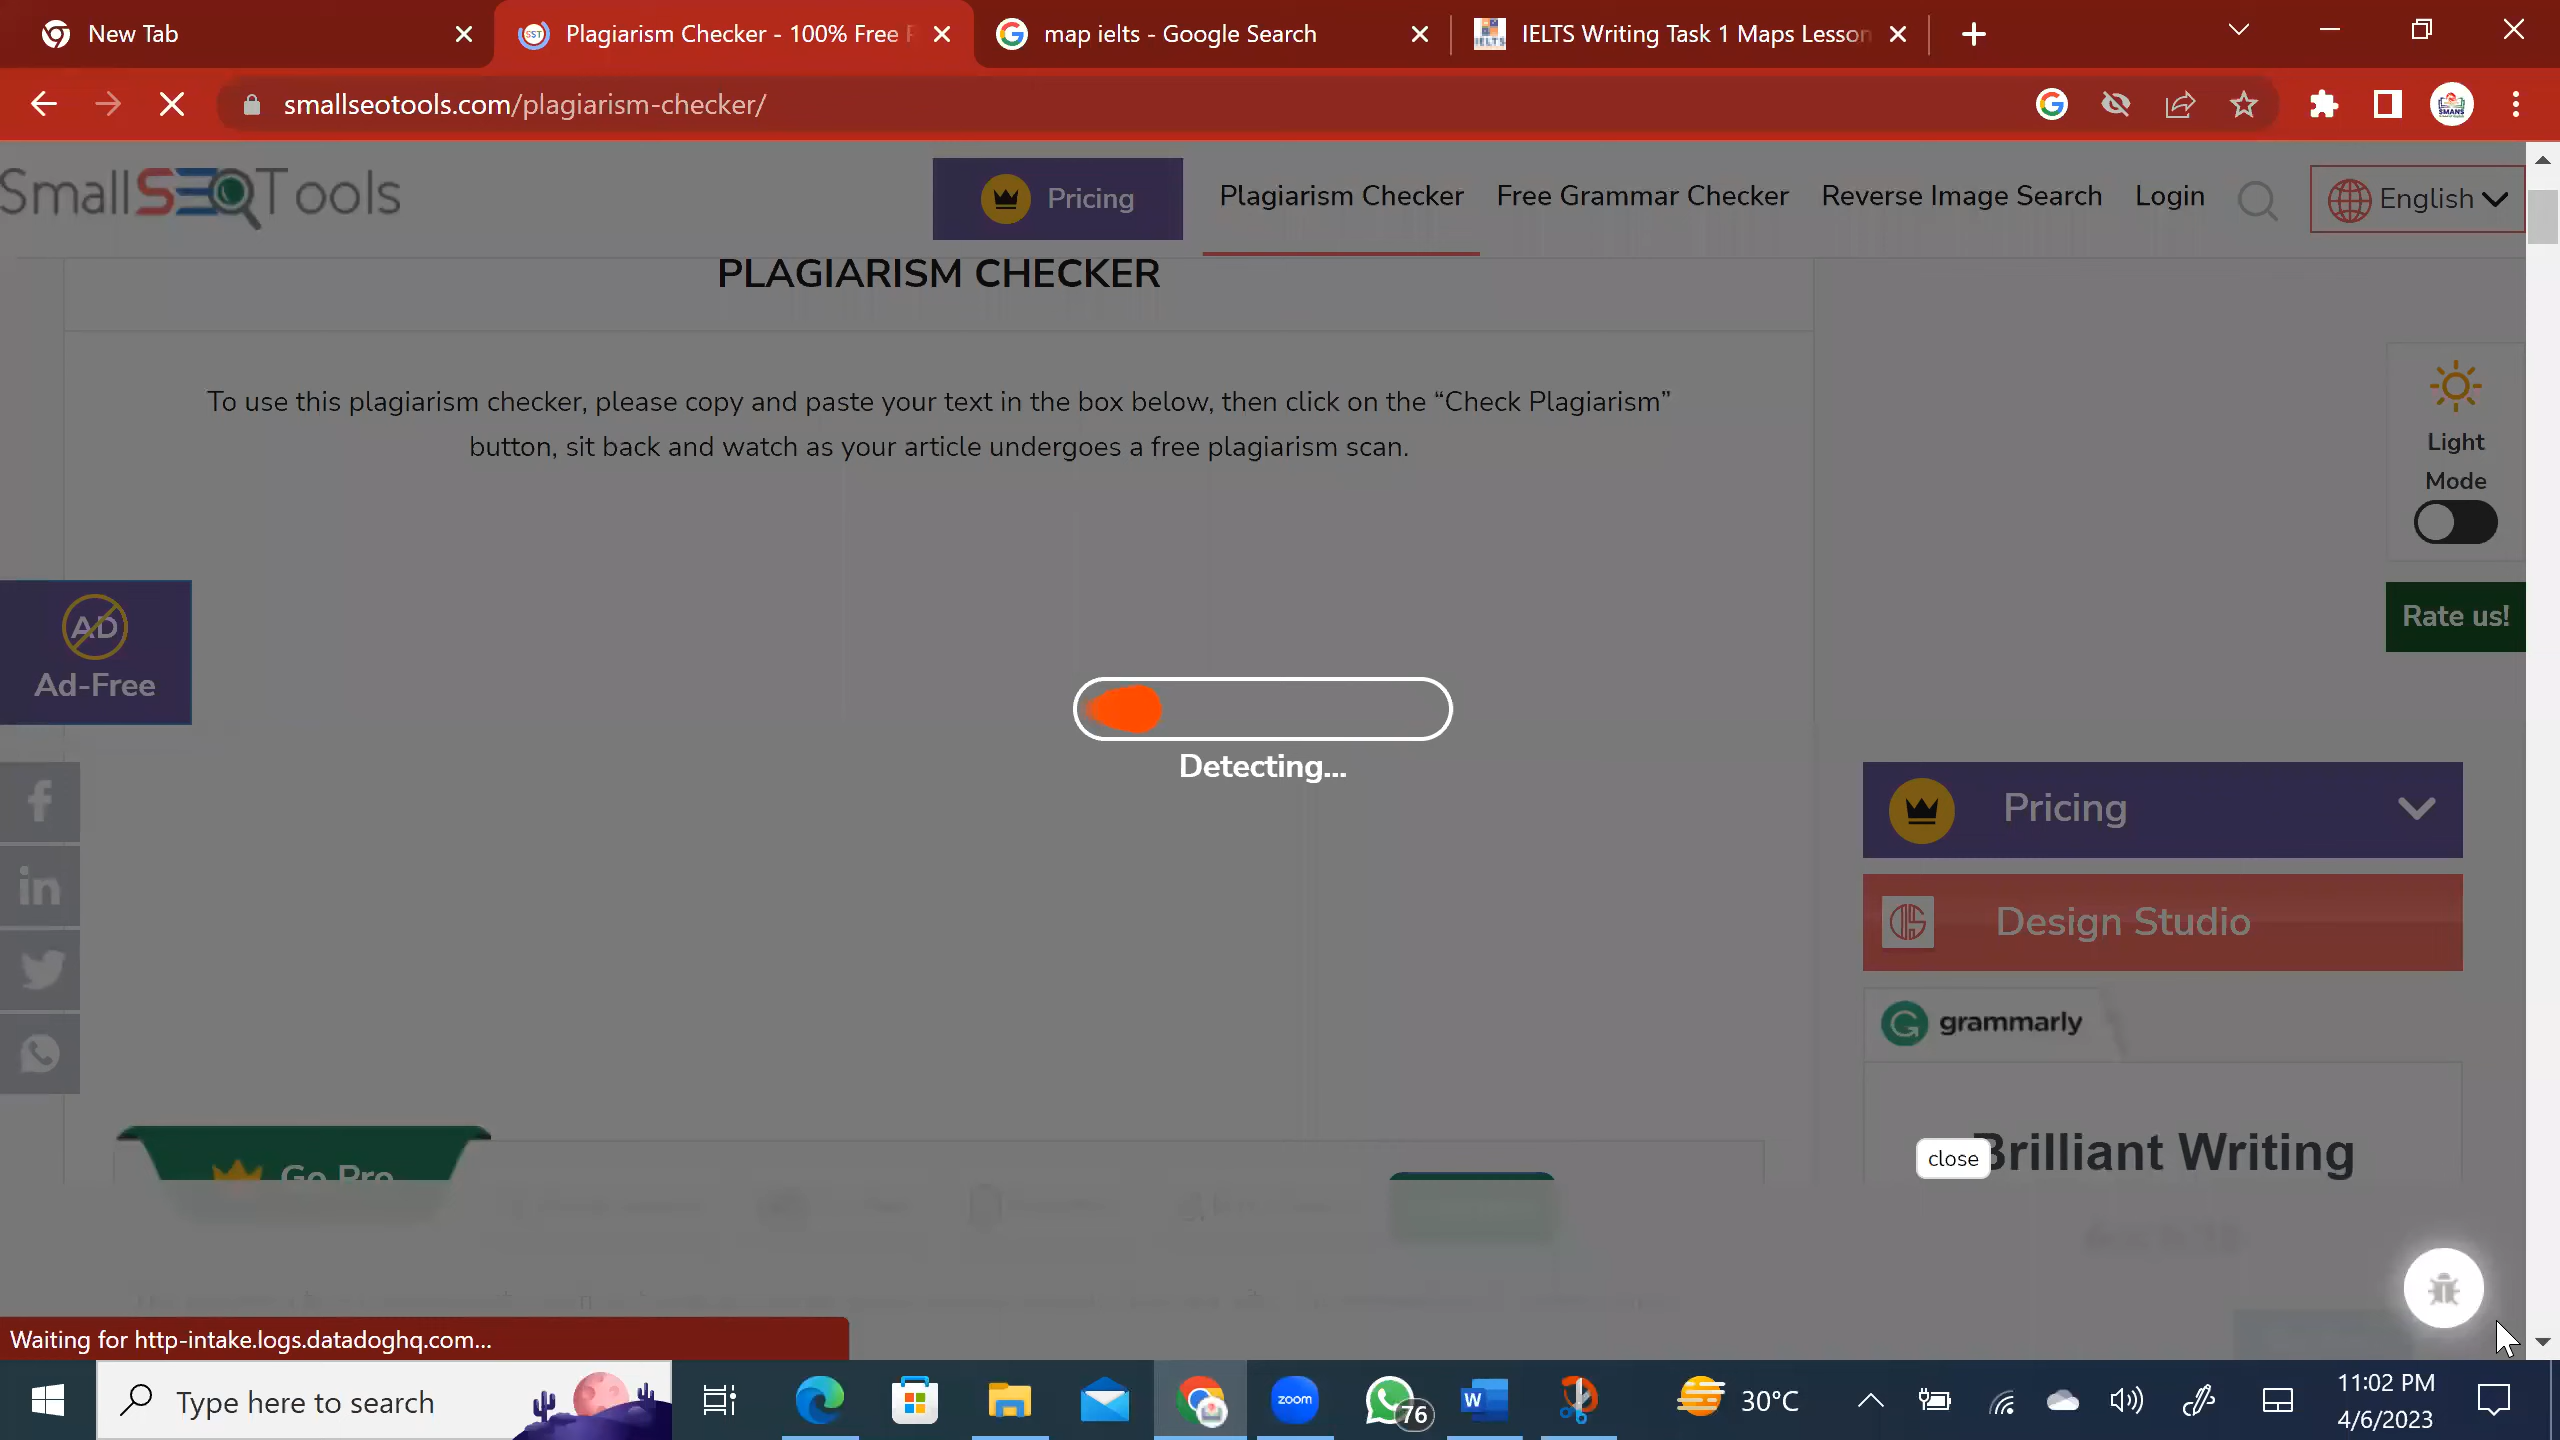 New Tab
Plagiarism Checker - 100% Free
map ielts - Google Search
IELTS Writing Task 1 Maps Lesson
smallseotools.com/plagiarism-checker/
SmallSEOTools
Pricing
Plagiarism Checker
Free Grammar Checker
Reverse Image Search
Login
English
PLAGIARISM CHECKER
To use this plagiarism checker, please copy and paste your text in the box below, then click on the “Check Plagiarism”
button, sit back and watch as your article undergoes a free plagiarism scan.
Light
Mode
AD
Ad-Free
Rate us!
Detecting...
Pricing
Design Studio
grammarly
Brilliant Writing
close
Go Pro
Waiting for http-intake.logs.datadoghq.com...
Type here to search
zoom
76
W
30°C
11:02 PM
4/6/2023